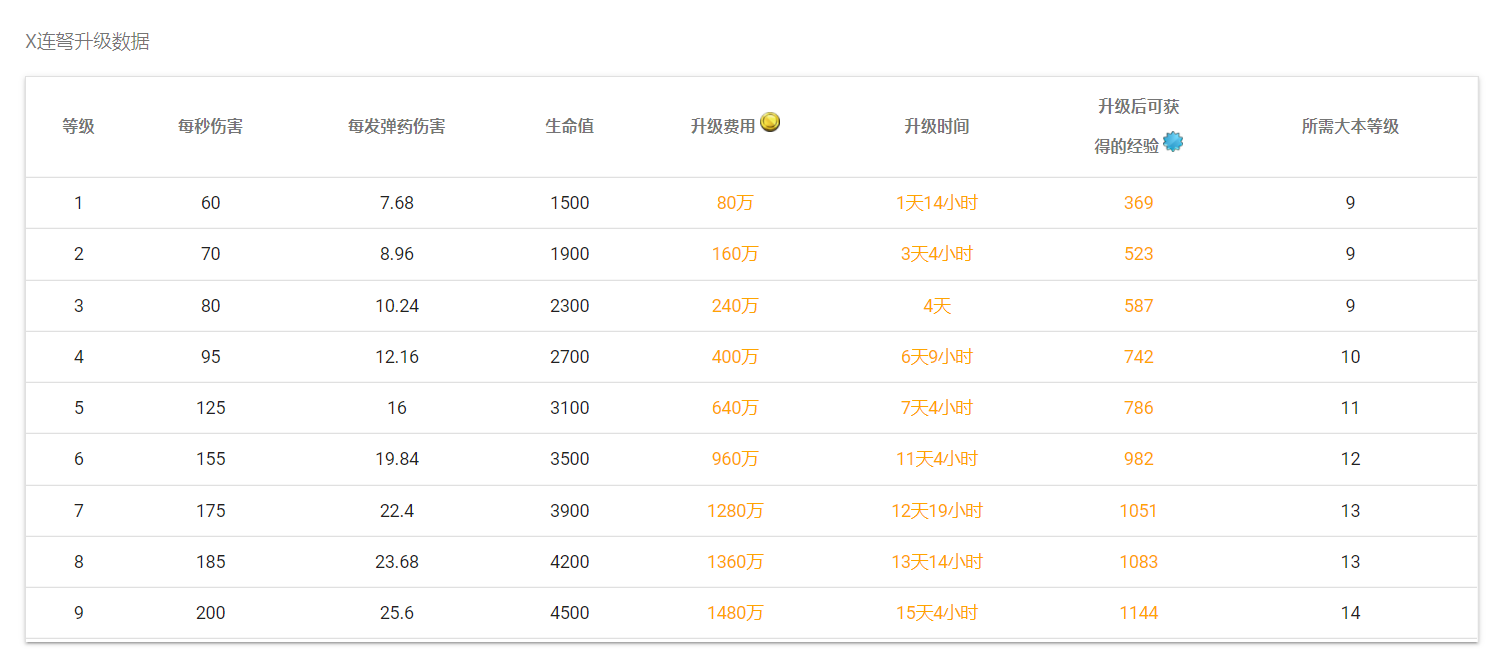 X连弩升级数据
等级 每秒伤害 每发弹药伤害 生命值 升级费用 升级时间 升级后可获得的经验 所需大本等级
1 60 7.68 1500 80万 1天14小时 369 9
2 70 8.96 1900 160万 3天4小时 523 9
3 80 10.24 2300 240万 4天 587 9
4 95 12.16 2700 400万 6天9小时 742 10
5 125 16 3100 640万 7天4小时 786 11
6 155 19.84 3500 960万 11天4小时 982 12
7 175 22.4 3900 1280万 12天19小时 1051 13
8 185 23.68 4200 1360万 13天14小时 1083 13
9 200 25.6 4500 1480万 15天4小时 1144 14